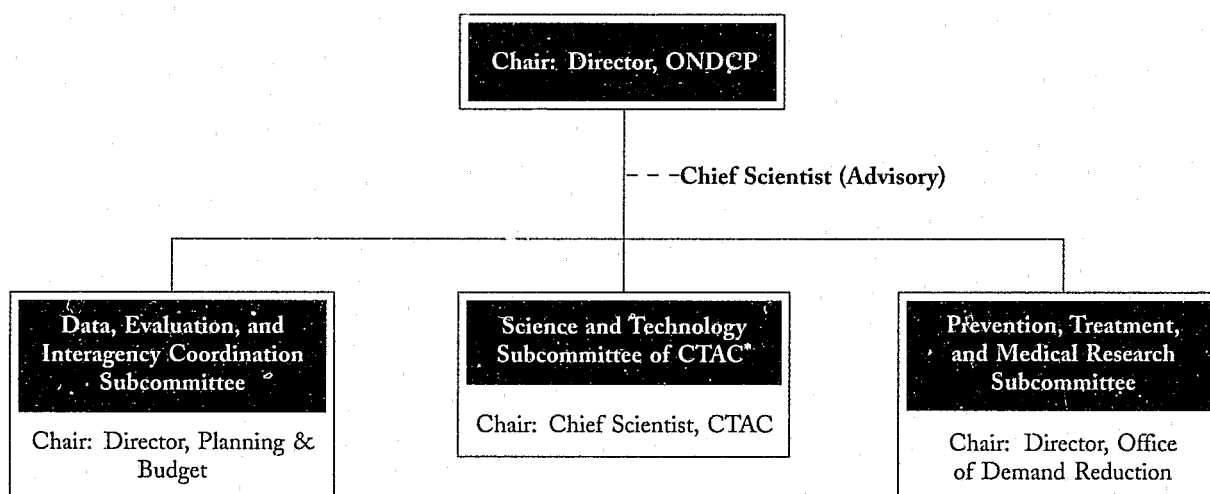 Chair: Director, ONDCP
Chief Scientist (Advisory)
Data, Evaluation, and
Interagency Coordination
Subcommittee
Chair: Director, Planning &
Budget
Science and Technology
Subcommittee of CTAC*
Chair: Chief Scientist, CTAC
Prevention, Treatment,
and Medical Research
Subcommittee
Chair: Director, Office
of Demand Reduction